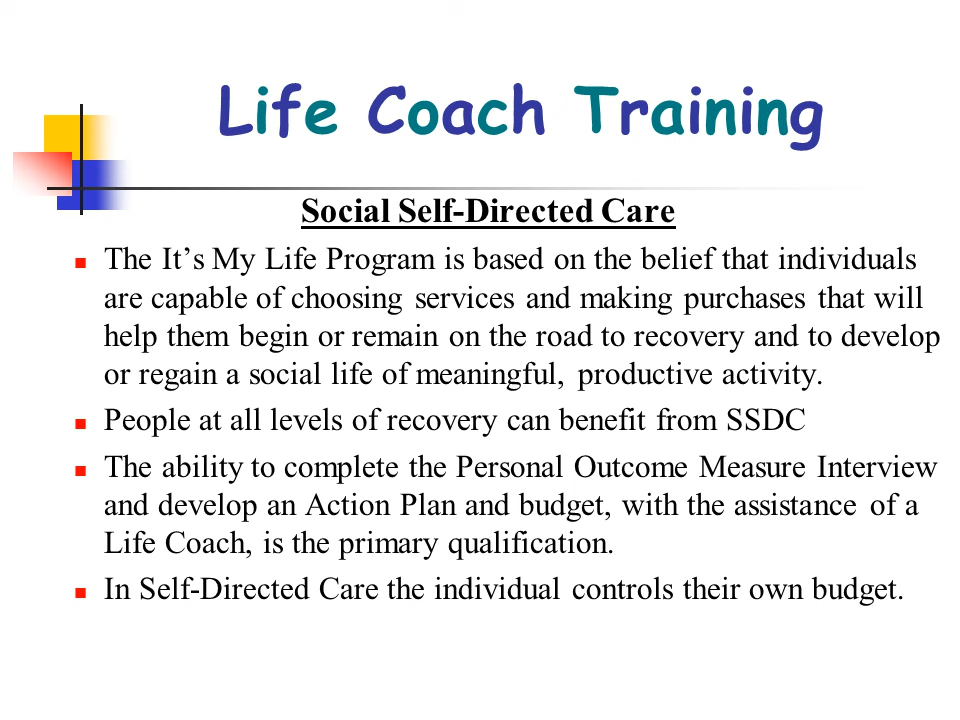 Life Coach Training
Social Self-Directed Care
The It’s My Life Program is based on the belief that individuals
are capable of choosing services and making purchases that will
help them begin or remain on the road to recovery and to develop
or regain a social life of meaningful, productive activity.
People at all levels of recovery can benefit from SSDC
The ability to complete the Personal Outcome Measure Interview
and develop an Action Plan and budget, with the assistance of a
Life Coach, is the primary qualification.
In Self-Directed Care the individual controls their own budget.